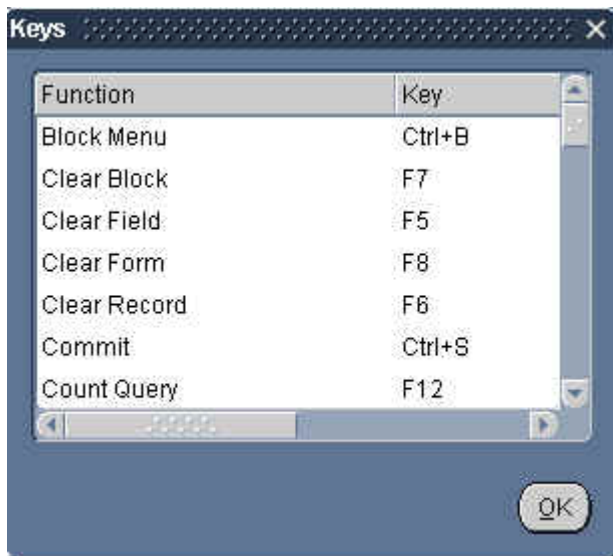 Keys
Function Key
Block Menu Ctrl+B
Clear Block F7
Clear Field F5
Clear Form F8
Clear Record F6
Commit Ctrl+S
Count Query F12
OK